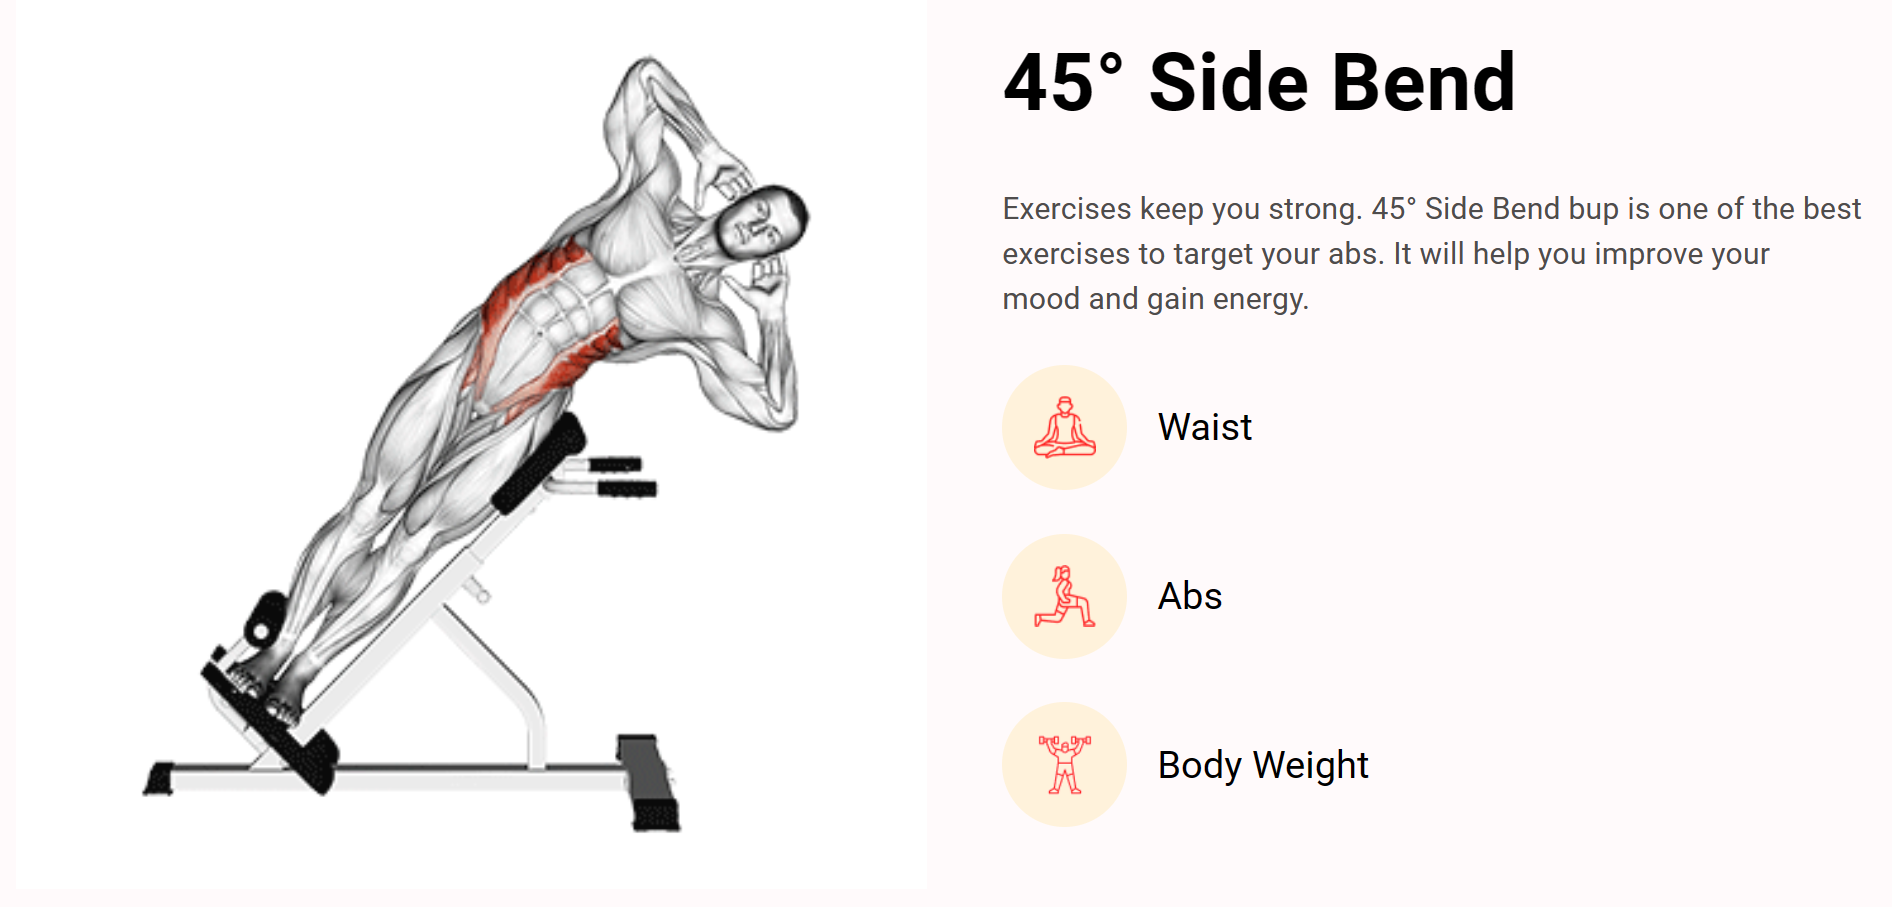 45° Side Bend
Exercises keep you strong. 45° Side Bend bup is one of the best
exercises to target your abs. It will help you improve your
mood and gain energy.
Waist
Abs
Body Weight